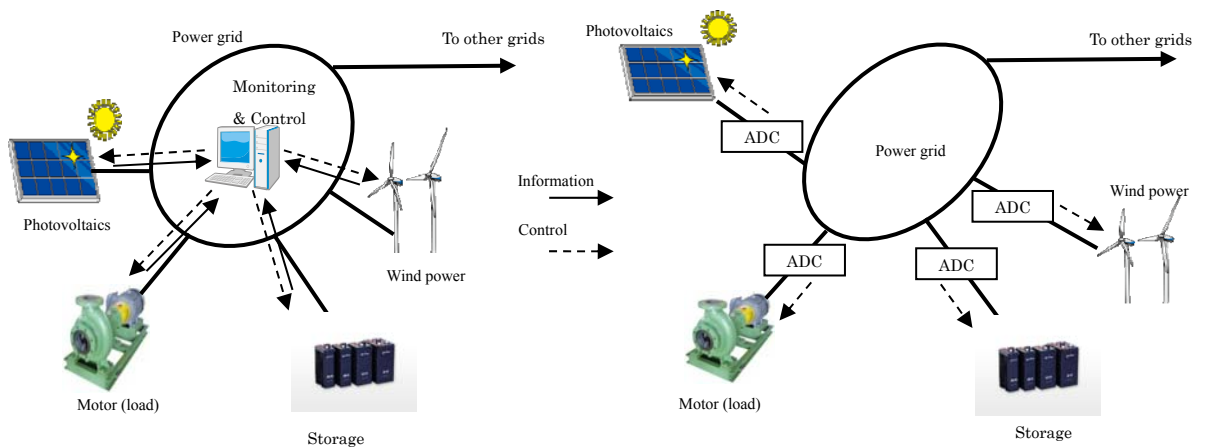 Power grid
To other grids
Monitoring
& Control
Photovoltaics
Wind power
Motor (load)
Storage
Information
Control
Photovoltaics
To other grids
ADC
Power grid
ADC
Wind power
ADC
ADC
Motor (load)
Storage